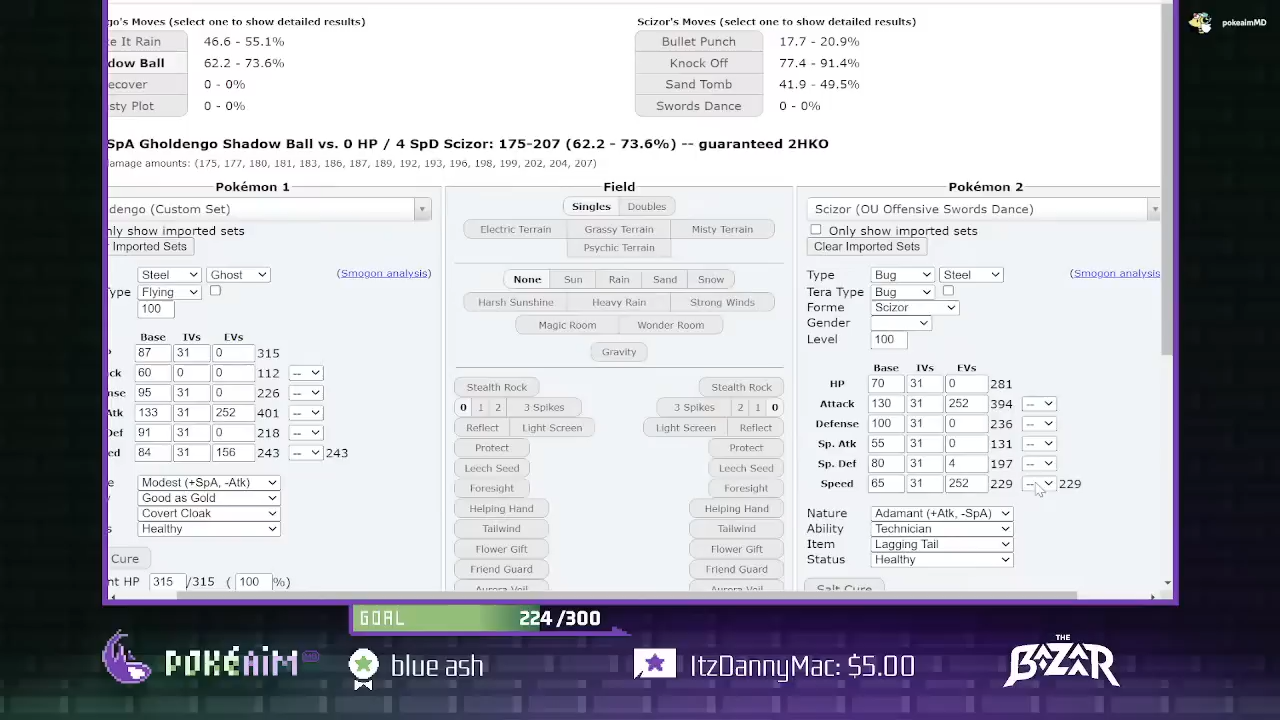 pokeaimMD
go's Moves (select one to show detailed results)
Scizor's Moves (select one to show detailed results)
e It Rain 46.6 - 55.1%
Bullet Punch 17.7 - 20.9%
dow Ball 62.2 - 73.6%
Knock Off 77.4 - 91.4%
ecover 0 - 0%
Sand Tomb 41.9 - 49.5%
sty Plot 0 - 0%
Swords Dance 0 - 0%
SpA Gholdengo Shadow Ball vs. 0 HP / 4 SpD Scizor: 175-207 (62.2 - 73.6%) -- guaranteed 2HKO
amage amounts: (175, 177, 180, 181, 183, 186, 187, 189, 192, 193, 196, 198, 199, 202, 204, 207)
Pokémon 1
dengo (Custom Set)
nly show imported sets
Imported Sets
Steel Ghost (Smogon analysis)
ype Flying
100
Base IVs EVs
P 87 31 0 315
ck 60 0 0 112 --
nse 95 31 0 226 --
Atk 133 31 252 401 --
Def 91 31 0 218 --
ed 84 31 156 243 -- 243
e Modest (+SpA, -Atk)
Good as Gold
Covert Cloak
s Healthy
Cure
nt HP 315 /315 ( 100 %)
Field
Singles Doubles
Electric Terrain Grassy Terrain Misty Terrain
Psychic Terrain
None Sun Rain Sand Snow
Harsh Sunshine Heavy Rain Strong Winds
Magic Room Wonder Room
Gravity
Stealth Rock Stealth Rock
0 1 2 3 Spikes 3 Spikes 2 1 0
Reflect Light Screen Light Screen Reflect
Protect Protect
Leech Seed Leech Seed
Foresight Foresight
Helping Hand Helping Hand
Tailwind Tailwind
Flower Gift Flower Gift
Friend Guard Friend Guard
Aurora Veil Aurora Veil
Pokémon 2
Scizor (OU Offensive Swords Dance)
Only show imported sets
Clear Imported Sets
Type Bug Steel (Smogon analysis
Tera Type Bug
Forme Scizor
Gender
Level 100
Base IVs EVs
HP 70 31 0 281
Attack 130 31 252 394 --
Defense 100 31 0 236 --
Sp. Atk 55 31 0 131 --
Sp. Def 80 31 4 197 --
Speed 65 31 252 229 -- 229
Nature Adamant (+Atk, -SpA)
Ability Technician
Item Lagging Tail
Status Healthy
Salt Cure
GOAL 224 /300
POKéAIM MD
blue ash
ItzDannyMac: $5.00
THE
BAZAAR